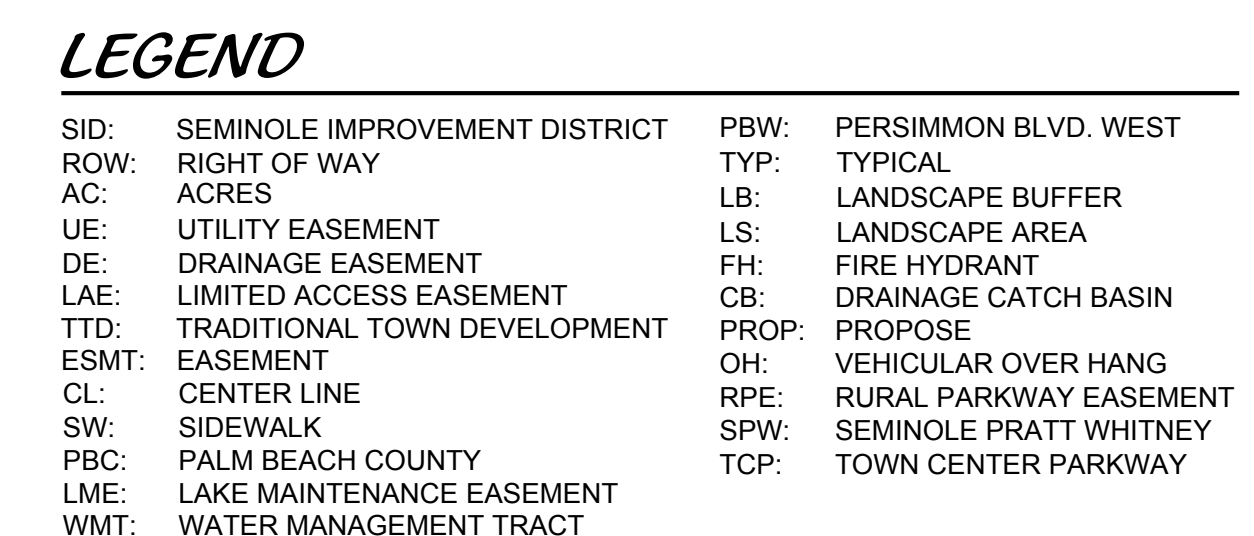 LEGEND
SID: SEMINOLE IMPROVEMENT DISTRICT
ROW: RIGHT OF WAY
AC: ACRES
UE: UTILITY EASEMENT
DE: DRAINAGE EASEMENT
LAE: LIMITED ACCESS EASEMENT
TTD: TRADITIONAL TOWN DEVELOPMENT
ESMT: EASEMENT
CL: CENTER LINE
SW: SIDEWALK
PBC: PALM BEACH COUNTY
LME: LAKE MAINTENANCE EASEMENT
WMT: WATER MANAGEMENT TRACT
PBW: PERSIMMON BLVD. WEST
TYP: TYPICAL
LB: LANDSCAPE BUFFER
LS: LANDSCAPE AREA
FH: FIRE HYDRANT
CB: DRAINAGE CATCH BASIN
PROP: PROPOSE
OH: VEHICULAR OVER HANG
RPE: RURAL PARKWAY EASEMENT
SPW: SEMINOLE PRATT WHITNEY
TCP: TOWN CENTER PARKWAY